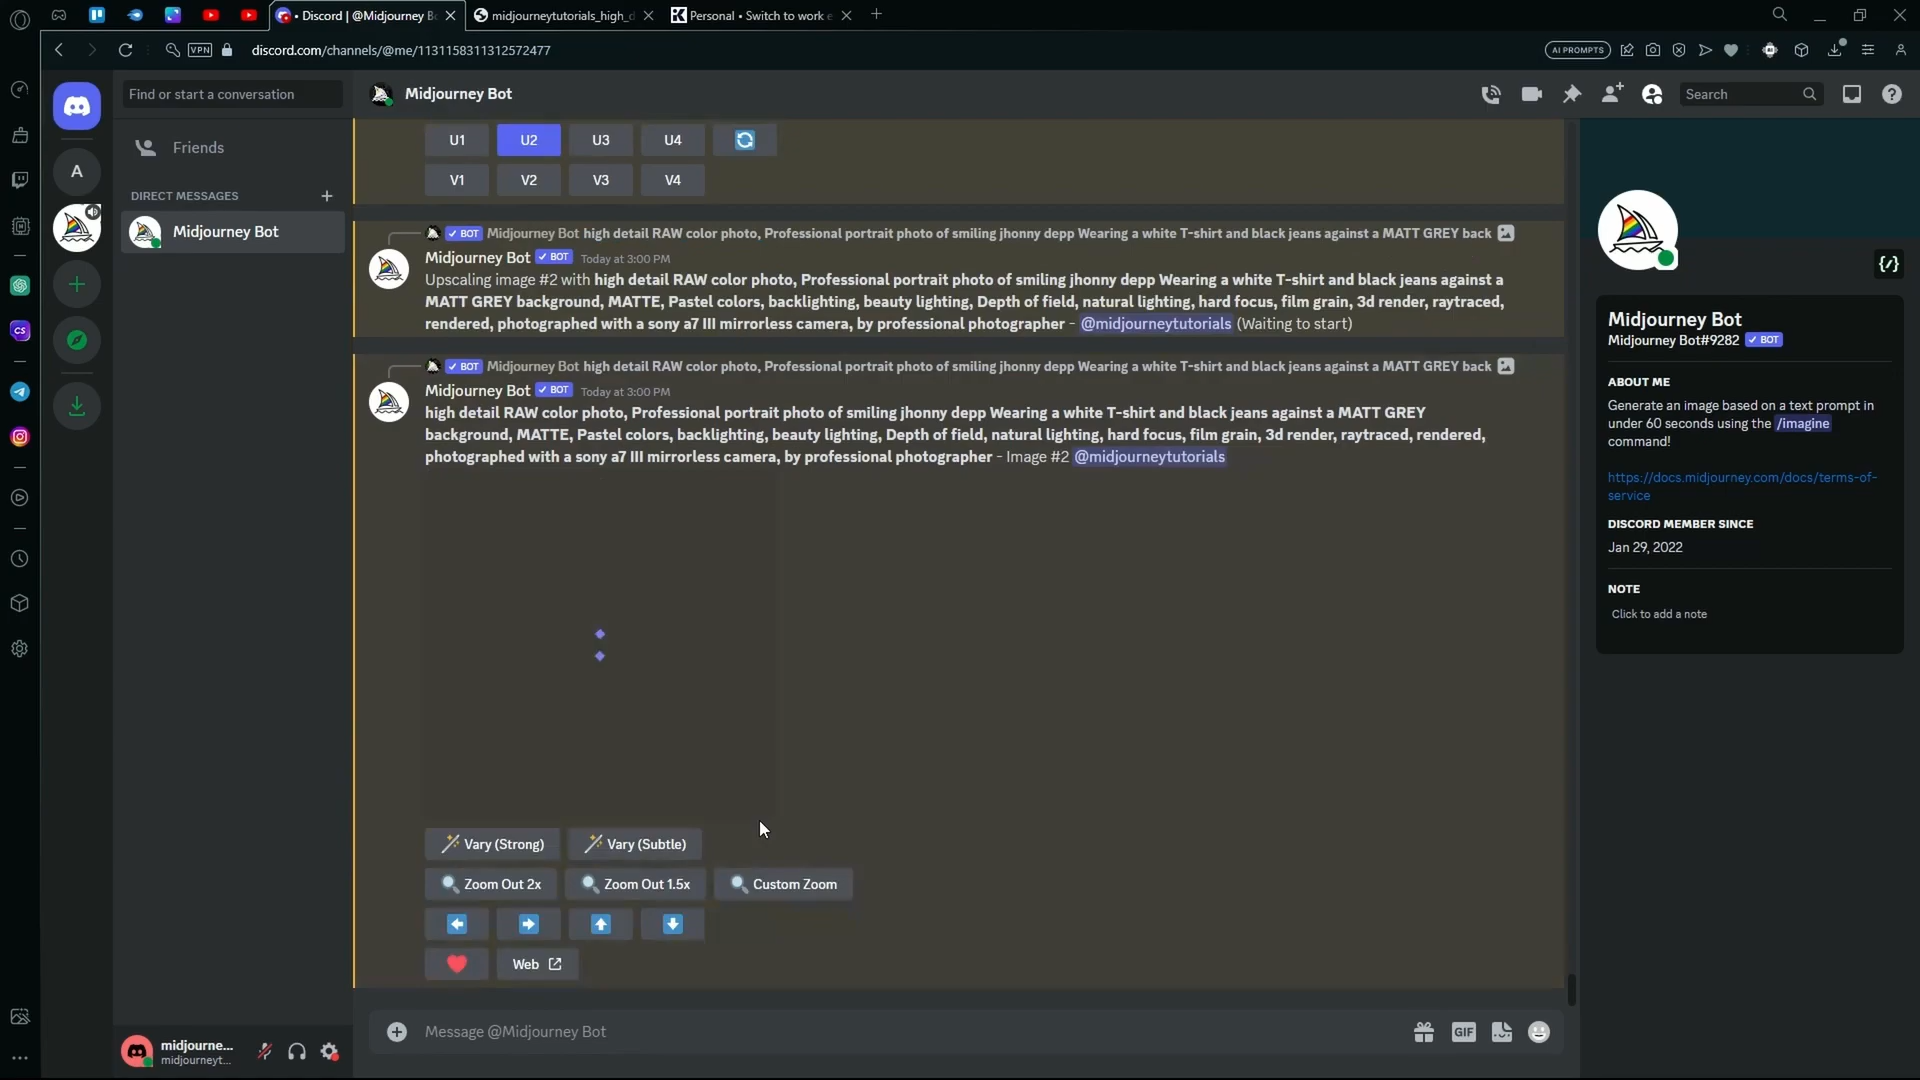 Discord | @Midjourney B
midjourneytutorials_high_d
Personal • Switch to work e
VPN
discord.com/channels/@me/1131158311312572477
AI PROMPTS
Find or start a conversation
Midjourney Bot
Search
Friends
A
DIRECT MESSAGES
Midjourney Bot
U1
U2
U3
U4
V1
V2
V3
V4
BOT Midjourney Bot high detail RAW color photo, Professional portrait photo of smiling jhonny depp Wearing a white T-shirt and black jeans against a MATT GREY back
Midjourney Bot BOT Today at 3:00 PM
Upscaling image #2 with high detail RAW color photo, Professional portrait photo of smiling jhonny depp Wearing a white T-shirt and black jeans against a
MATT GREY background, MATTE, Pastel colors, backlighting, beauty lighting, Depth of field, natural lighting, hard focus, film grain, 3d render, raytraced,
rendered, photographed with a sony a7 III mirrorless camera, by professional photographer - @midjourneytutorials (Waiting to start)
BOT Midjourney Bot high detail RAW color photo, Professional portrait photo of smiling jhonny depp Wearing a white T-shirt and black jeans against a MATT GREY back
Midjourney Bot BOT Today at 3:00 PM
high detail RAW color photo, Professional portrait photo of smiling jhonny depp Wearing a white T-shirt and black jeans against a MATT GREY
background, MATTE, Pastel colors, backlighting, beauty lighting, Depth of field, natural lighting, hard focus, film grain, 3d render, raytraced, rendered,
photographed with a sony a7 III mirrorless camera, by professional photographer - Image #2 @midjourneytutorials
Vary (Strong)
Vary (Subtle)
Zoom Out 2x
Zoom Out 1.5x
Custom Zoom
Web
Message @Midjourney Bot
GIF
midjourne...
midjourneyt...
CS
{/}
Midjourney Bot
Midjourney Bot#9282 BOT
ABOUT ME
Generate an image based on a text prompt in
under 60 seconds using the /imagine
command!
https://docs.midjourney.com/docs/terms-of-
service
DISCORD MEMBER SINCE
Jan 29, 2022
NOTE
Click to add a note